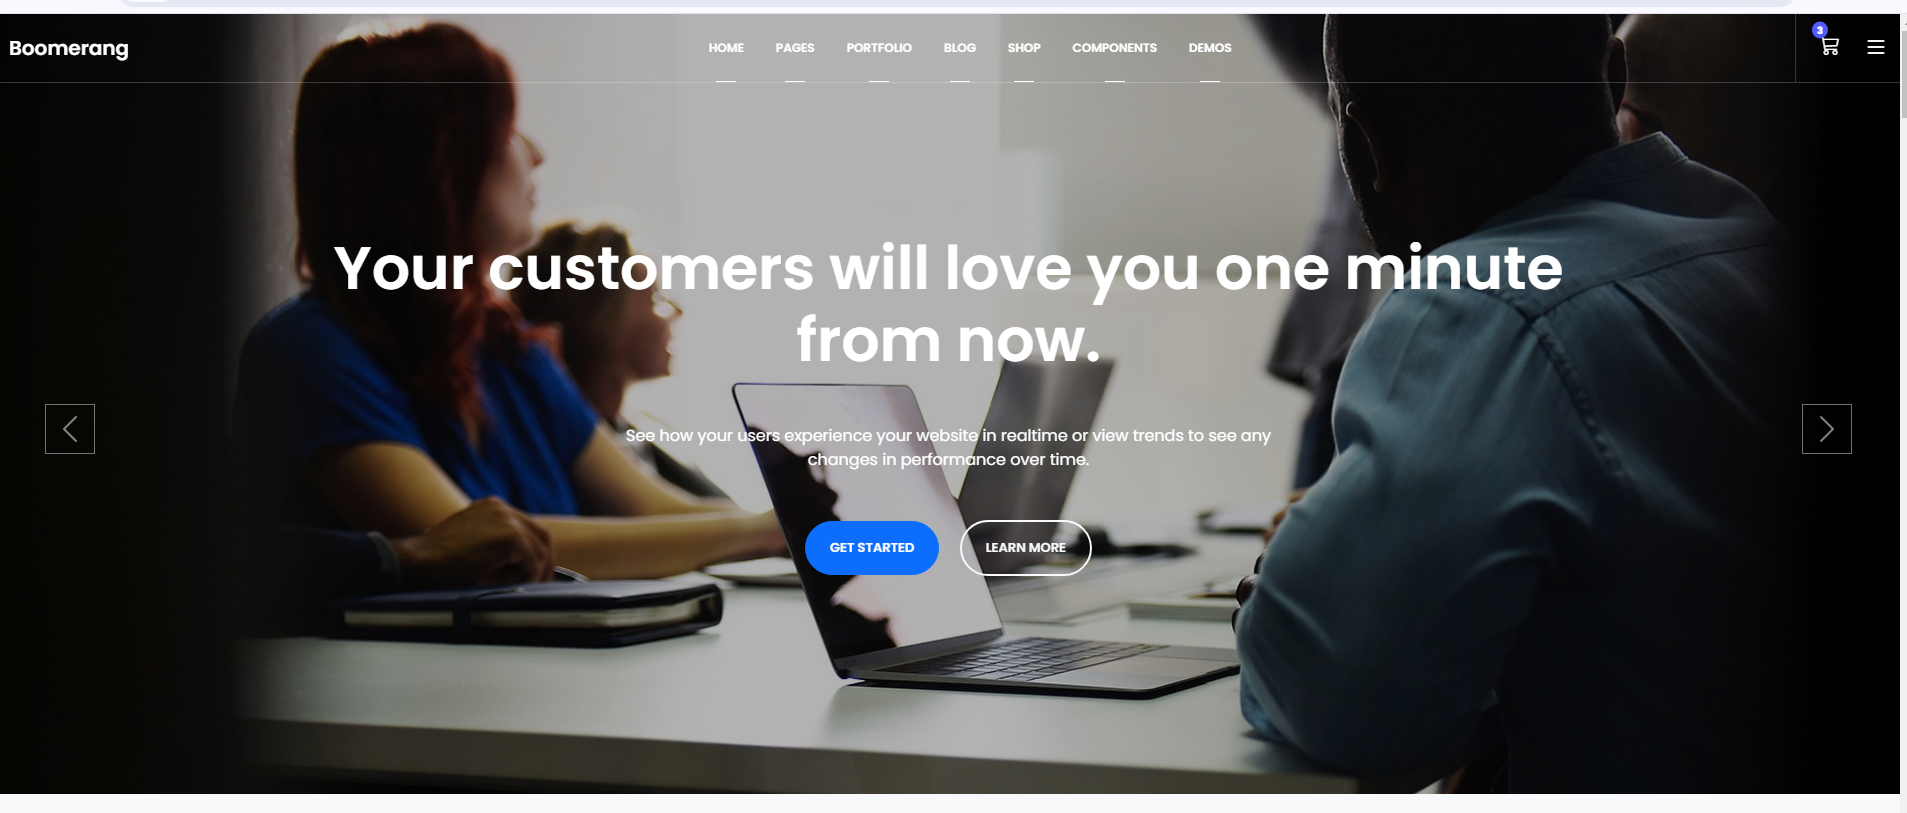 Boomerang
HOME PAGES PORTFOLIO BLOG SHOP COMPONENTS DEMOS
3
Your customers will love you one minute
from now.
See how your users experience your website in realtime or view trends to see any
changes in performance over time.
GET STARTED LEARN MORE